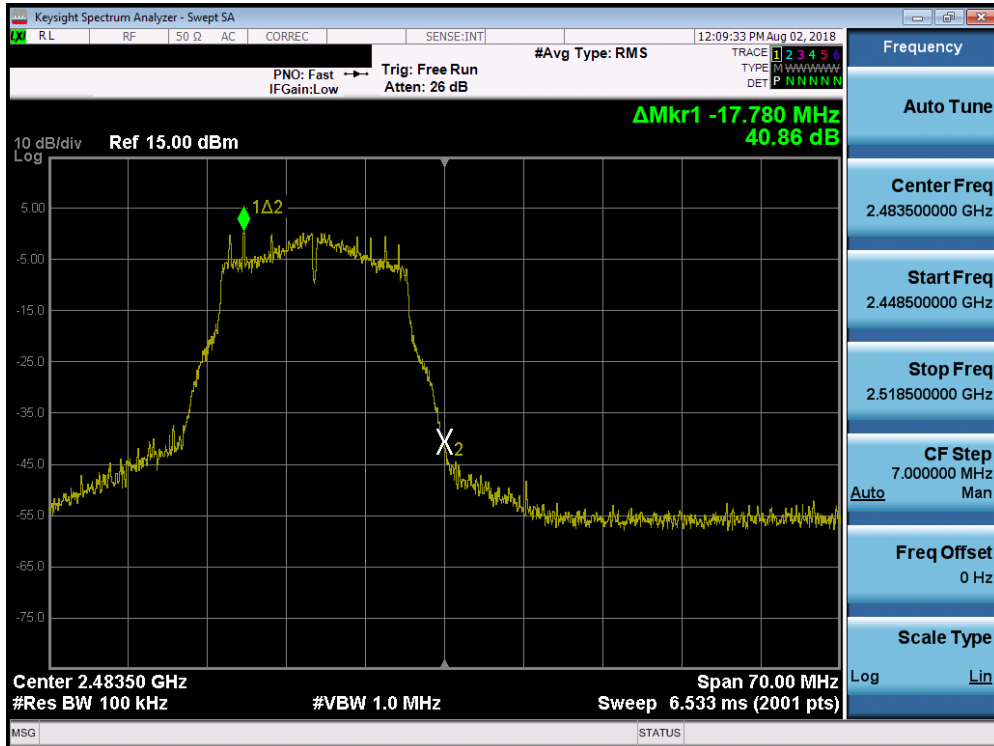 Keysight Spectrum Analyzer - Swept SA
LXI RL RF 50 Ω AC CORREC SENSE:INT 12:09:33 PM Aug 02, 2018
#Avg Type: RMS TRACE 1 2 3 4 5 6
PNO: Fast Trig: Free Run TYPE M WWWWW
IFGain:Low Atten: 26 dB DET P N N N N N
ΔMkr1 -17.780 MHz
40.86 dB
10 dB/div Ref 15.00 dBm
Log
1Δ2
5.00
-5.00
-15.0
-25.0
-35.0
X2
-45.0
-55.0
-65.0
-75.0
Center 2.48350 GHz Span 70.00 MHz
#Res BW 100 kHz #VBW 1.0 MHz Sweep 6.533 ms (2001 pts)
MSG STATUS
Frequency
Auto Tune
Center Freq
2.483500000 GHz
Start Freq
2.448500000 GHz
Stop Freq
2.518500000 GHz
CF Step
7.000000 MHz
Auto Man
Freq Offset
0 Hz
Scale Type
Log Lin